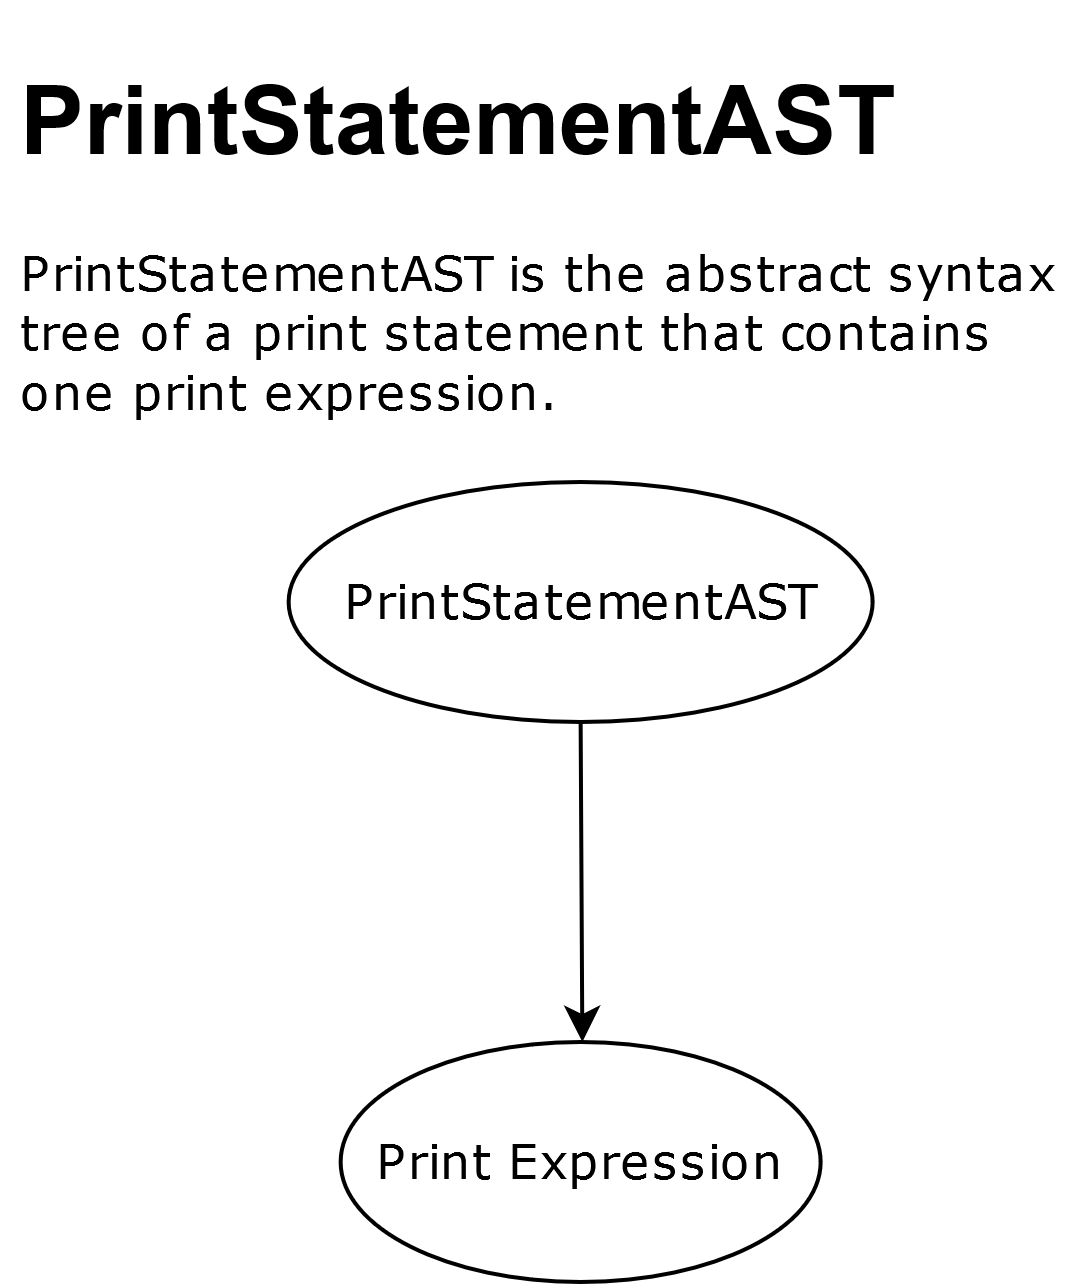 PrintStatementAST
PrintStatementAST is the abstract syntax
tree of a print statement that contains
one print expression.
PrintStatementAST
Print Expression